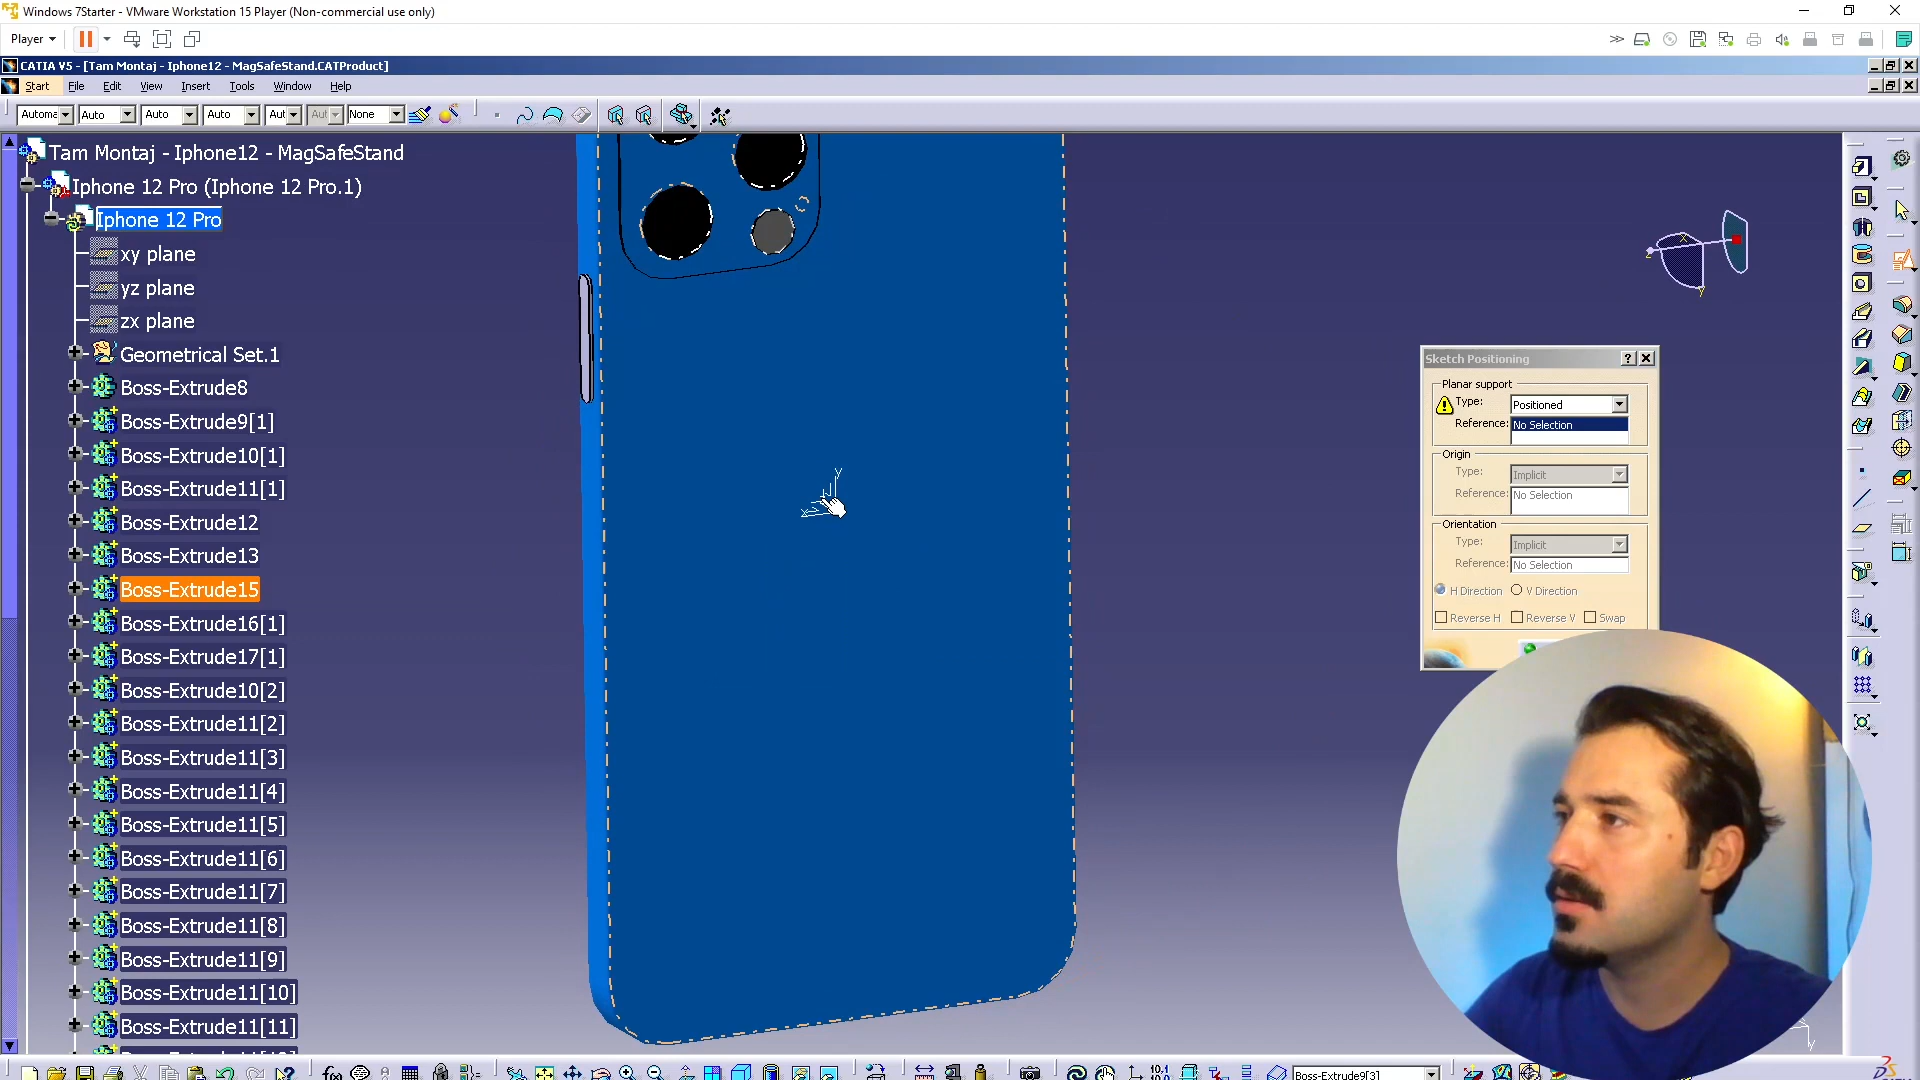 Windows 7Starter - VMware Workstation 15 Player (Non-commercial use only)
Player
CATIA V5 - [Tam Montaj - Iphone12 - MagSafeStand.CATProduct]
Start File Edit View Insert Tools Window Help
Automa Auto Auto Auto Aut Aut None
Tam Montaj - Iphone12 - MagSafeStand
Iphone 12 Pro (Iphone 12 Pro.1)
Iphone 12 Pro
xy plane
yz plane
zx plane
Geometrical Set.1
Boss-Extrude8
Boss-Extrude9[1]
Boss-Extrude10[1]
Boss-Extrude11[1]
Boss-Extrude12
Boss-Extrude13
Boss-Extrude15
Boss-Extrude16[1]
Boss-Extrude17[1]
Boss-Extrude10[2]
Boss-Extrude11[2]
Boss-Extrude11[3]
Boss-Extrude11[4]
Boss-Extrude11[5]
Boss-Extrude11[6]
Boss-Extrude11[7]
Boss-Extrude11[8]
Boss-Extrude11[9]
Boss-Extrude11[10]
Boss-Extrude11[11]
y
x
x
z
y
Sketch Positioning
Planar support
Type: Positioned
Reference: No Selection
Origin
Type: Implicit
Reference: No Selection
Orientation
Type: Implicit
Reference: No Selection
H Direction V Direction
Reverse H Reverse V Swap
y
Boss-Extrude9[3]